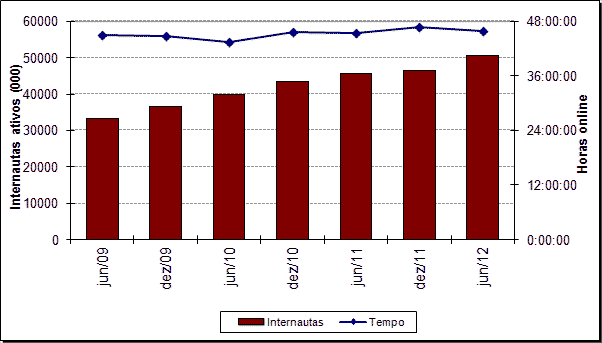 Internautas ativos (000)
60000
50000
40000
30000
20000
10000
0
48:00:00
36:00:00
24:00:00
12:00:00
0:00:00
Horas online
jun/09
dez/09
jun/10
dez/10
jun/11
dez/11
jun/12
Internautas
Tempo